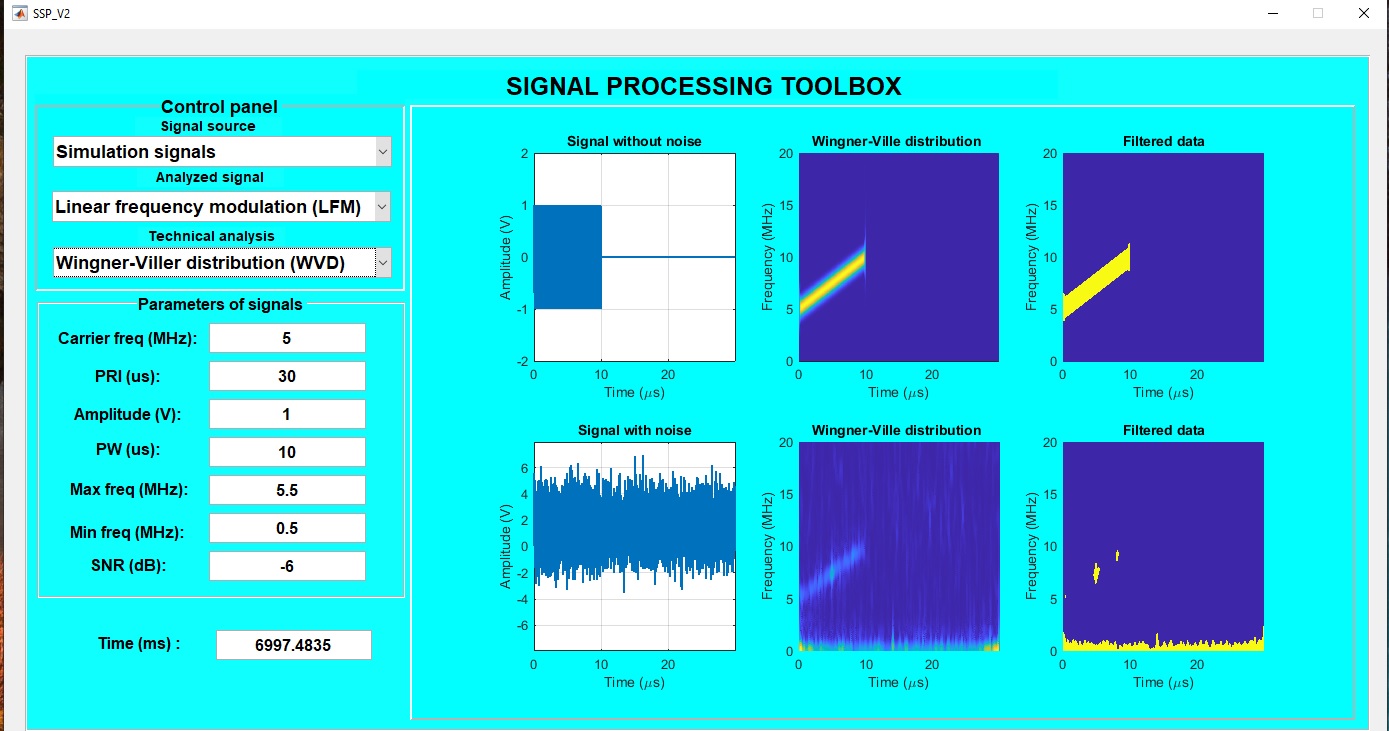 SSP_V2
SIGNAL PROCESSING TOOLBOX
Control panel
Signal source
Simulation signals
Analyzed signal
Linear frequency modulation (LFM)
Technical analysis
Wingner-Viller distribution (WVD)
Parameters of signals
Carrier freq (MHz): 5
PRI (us): 30
Amplitude (V): 1
PW (us): 10
Max freq (MHz): 5.5
Min freq (MHz): 0.5
SNR (dB): -6
Time (ms) : 6997.4835
Signal without noise
2
1
0
-1
-2
Amplitude (V)
0 10 20
Time (μs)
Wingner-Ville distribution
20
15
10
5
0
Frequency (MHz)
0 10 20
Time (μs)
Filtered data
20
15
10
5
0
Frequency (MHz)
0 10 20
Time (μs)
Signal with noise
6
4
2
0
-2
-4
-6
Amplitude (V)
0 10 20
Time (μs)
Wingner-Ville distribution
20
15
10
5
0
Frequency (MHz)
0 10 20
Time (μs)
Filtered data
20
15
10
5
0
Frequency (MHz)
0 10 20
Time (μs)